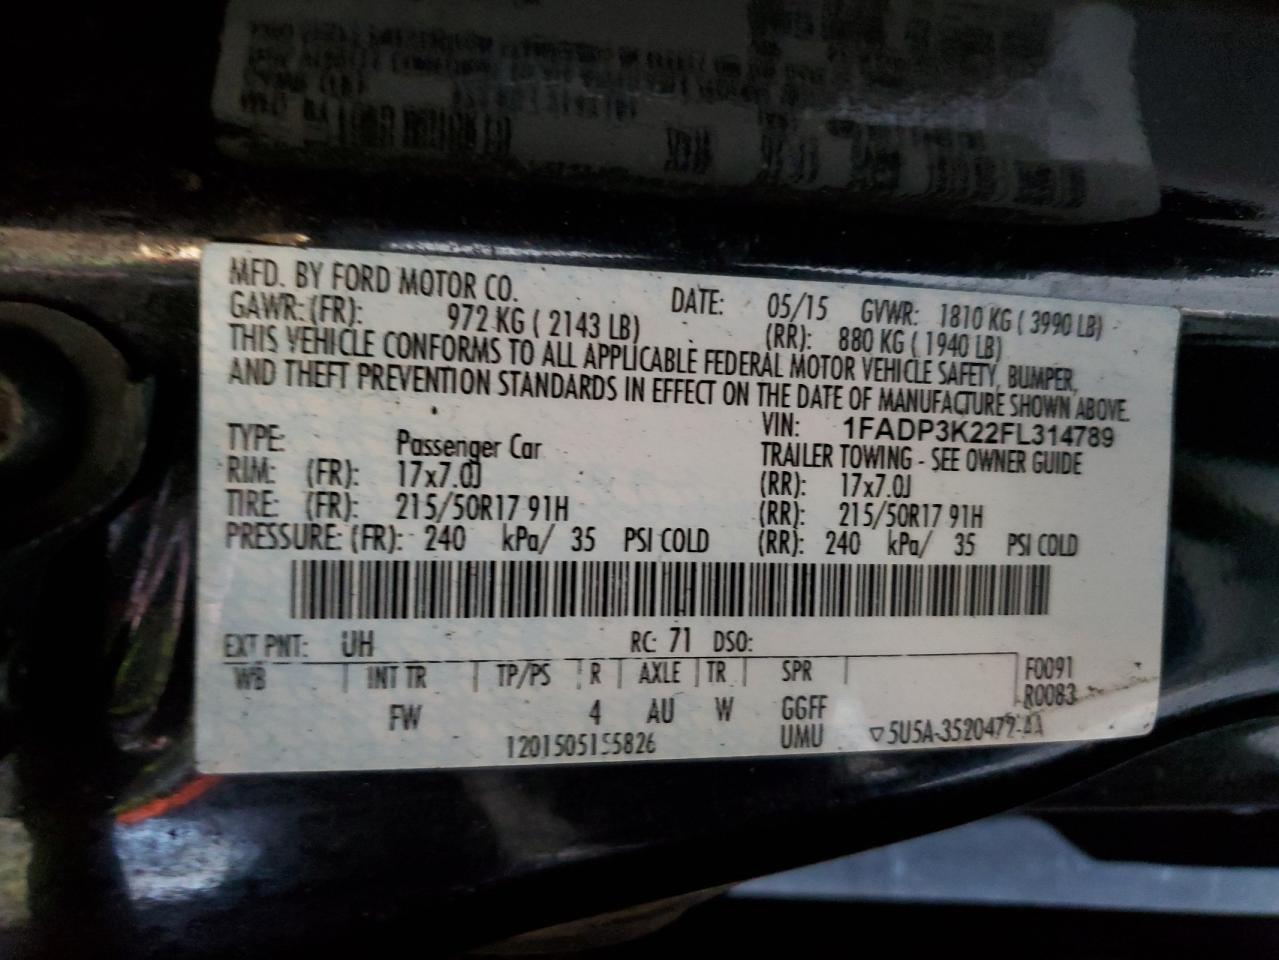 MFD. BY FORD MOTOR CO. DATE: 05/15 GVWR: 1810 KG ( 3990 LB)
GAWR: (FR): 972 KG ( 2143 LB) (RR): 880 KG ( 1940 LB)
THIS VEHICLE CONFORMS TO ALL APPLICABLE FEDERAL MOTOR VEHICLE SAFETY, BUMPER,
AND THEFT PREVENTION STANDARDS IN EFFECT ON THE DATE OF MANUFACTURE SHOWN ABOVE.
VIN: 1FADP3K22FL314789
TYPE: Passenger Car TRAILER TOWING - SEE OWNER GUIDE
RIM: (FR): 17x7.0J (RR): 17x7.0J
TIRE: (FR): 215/50R17 91H (RR): 215/50R17 91H
PRESSURE: (FR): 240 kPa/ 35 PSI COLD (RR): 240 kPa/ 35 PSI COLD
EXT PNT: UH RC: 71 DSO:
WB INT TR TP/PS R AXLE TR SPR F0091
R0083
FW 4 AU W GGFF
1201505155826 UMU ▽5U5A-3520472-AA